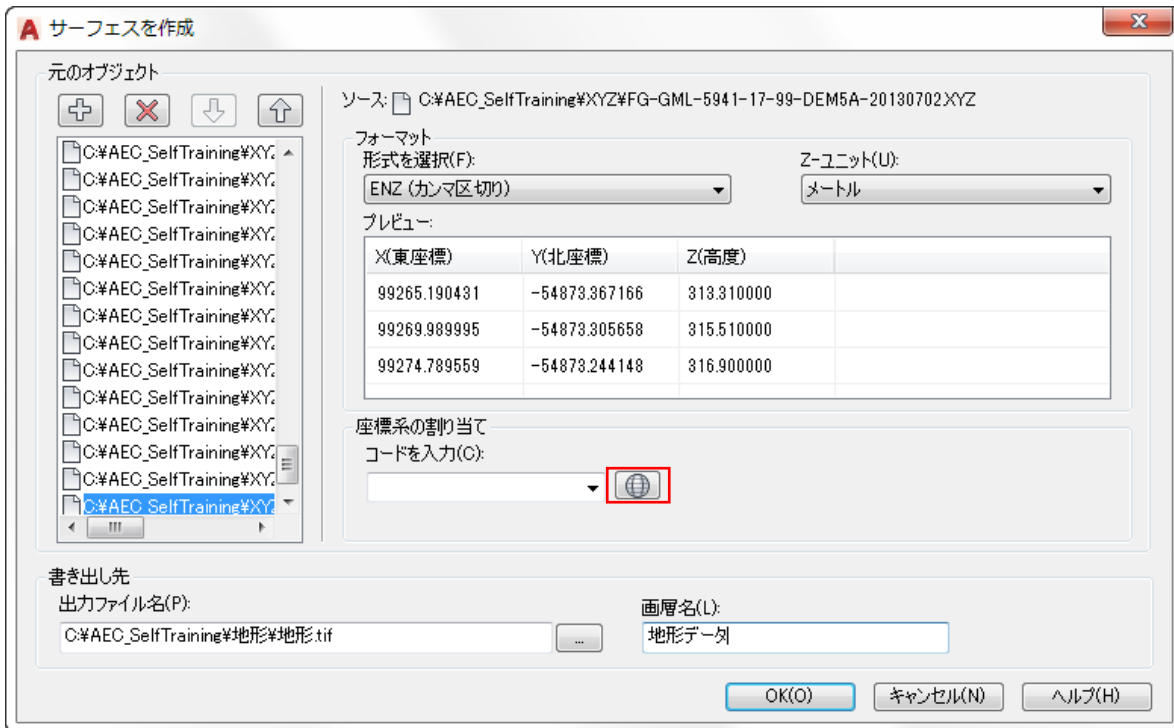 サーフェスを作成
元のオブジェクト
C:¥AEC_SelfTraining¥XYZ
C:¥AEC_SelfTraining¥XYZ
C:¥AEC_SelfTraining¥XYZ
C:¥AEC_SelfTraining¥XYZ
C:¥AEC_SelfTraining¥XYZ
C:¥AEC_SelfTraining¥XYZ
C:¥AEC_SelfTraining¥XYZ
C:¥AEC_SelfTraining¥XYZ
C:¥AEC_SelfTraining¥XYZ
C:¥AEC_SelfTraining¥XYZ
C:¥AEC_SelfTraining¥XYZ
C:¥AEC_SelfTraining¥XYZ
C:¥AEC_SelfTraining¥XYZ
C:¥AEC_SelfTraining¥XYZ
ソース: C:¥AEC_SelfTraining¥XYZ¥FG-GML-5941-17-99-DEM5A-20130702.XYZ
フォーマット
形式を選択(F):
Z-ユニット(U):
ENZ (カンマ区切り)
メートル
プレビュー:
X(東座標) Y(北座標) Z(高度)
99265.190431 -54873.367166 313.310000
99269.989995 -54873.305658 315.510000
99274.789559 -54873.244148 316.900000
座標系の割り当て
コードを入力(C):
書き出し先
出力ファイル名(P):
画層名(L):
C:¥AEC_SelfTraining¥地形¥地形.tif
...
地形データ
OK(O) キャンセル(N) ヘルプ(H)